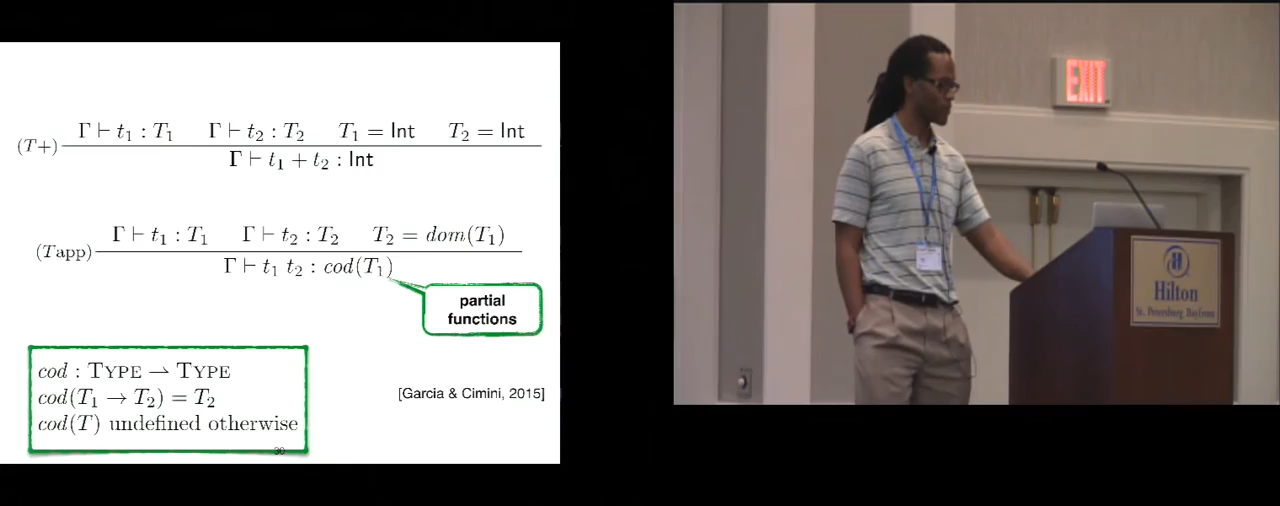 (T+) Γ ⊢ t₁ : T₁ Γ ⊢ t₂ : T₂ T₁ = Int T₂ = Int
Γ ⊢ t₁ + t₂ : Int
(Tapp) Γ ⊢ t₁ : T₁ Γ ⊢ t₂ : T₂ T₂ = dom(T₁)
Γ ⊢ t₁ t₂ : cod(T₁)
partial
functions
cod : TYPE ⇀ TYPE
cod(T₁ → T₂) = T₂
cod(T) undefined otherwise
[Garcia & Cimini, 2015]
30
EXIT
Hilton
St. Petersburg Bayfront